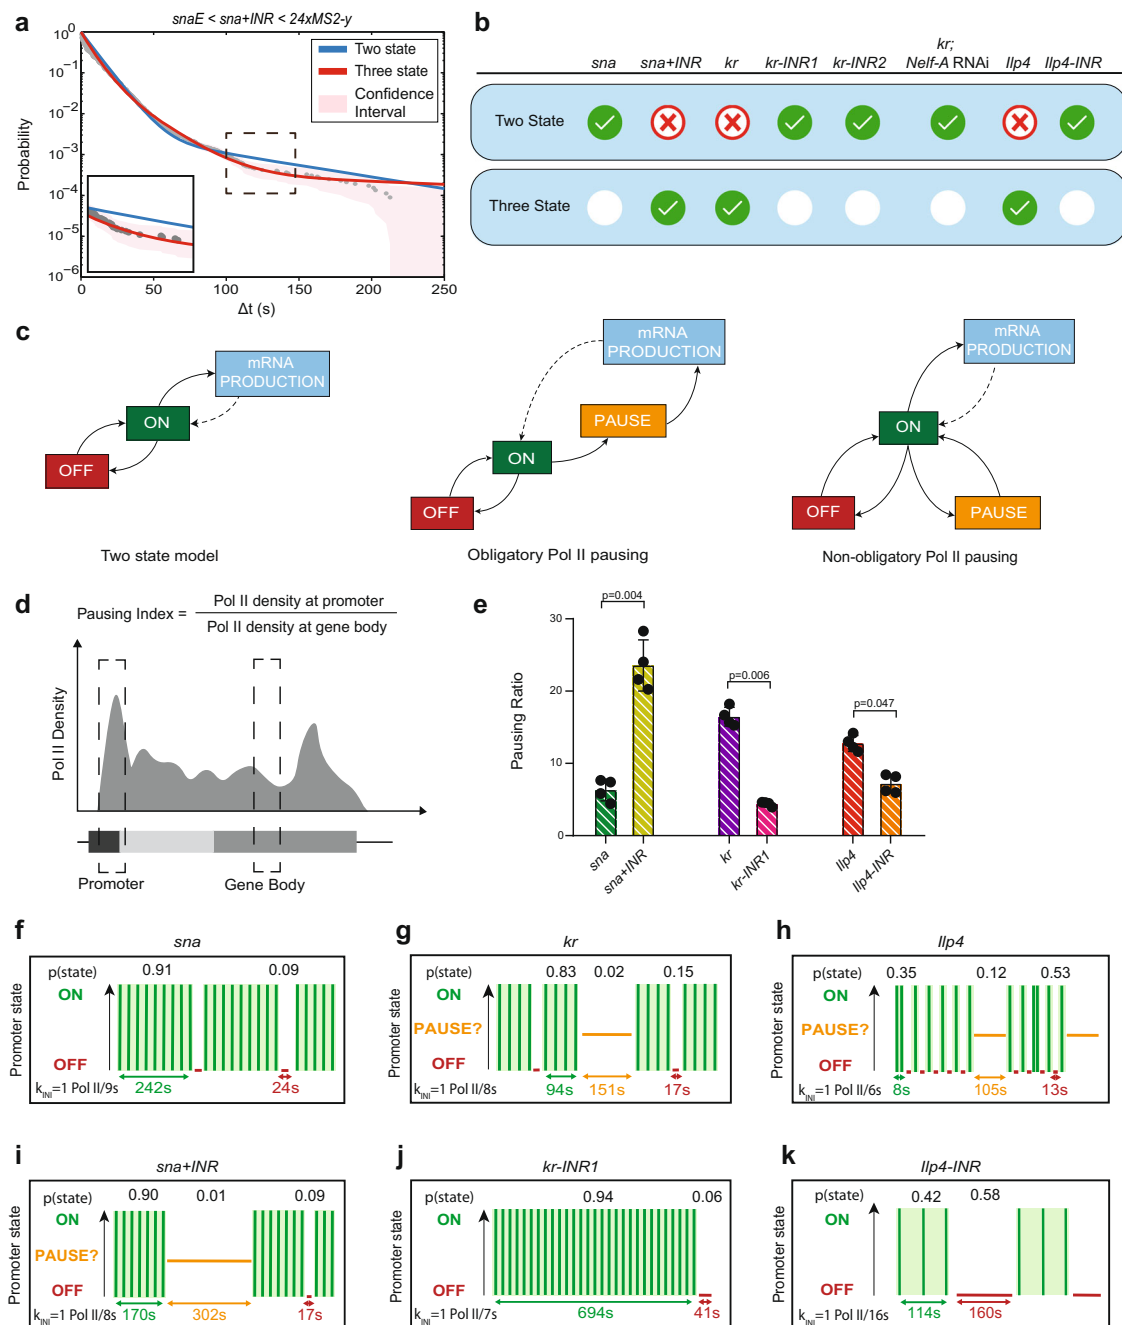 a
snaE < sna+INR < 24xMS2-y
Two state
Three state
Confidence
Interval
Probability
10^0
10^-1
10^-2
10^-3
10^-4
10^-5
10^-6
0 50 100 150 200 250
Δt (s)
b
sna sna+INR kr kr-INR1 kr-INR2 kr; Nelf-A RNAi Ilp4 Ilp4-INR
Two State
Three State
c
mRNA
PRODUCTION
ON
OFF
Two state model
mRNA
PRODUCTION
PAUSE
ON
OFF
Obligatory Pol II pausing
mRNA
PRODUCTION
ON
OFF
PAUSE
Non-obligatory Pol II pausing
d
Pausing Index = Pol II density at promoter
Pol II density at gene body
Pol II Density
Promoter
Gene Body
e
p=0.004
p=0.006
p=0.047
Pausing Ratio
30
20
10
0
sna sna+INR kr kr-INR1 Ilp4 Ilp4-INR
f
sna
p(state) 0.91 0.09
Promoter state
ON
OFF
k_INI=1 Pol II/9s 242s 24s
g
kr
p(state) 0.83 0.02 0.15
Promoter state
ON
PAUSE?
OFF
k_INI=1 Pol II/8s 94s 151s 17s
h
Ilp4
p(state) 0.35 0.12 0.53
Promoter state
ON
PAUSE?
OFF
k_INI=1 Pol II/6s 8s 105s 13s
i
sna+INR
p(state) 0.90 0.01 0.09
Promoter state
ON
PAUSE?
OFF
k_INI=1 Pol II/8s 170s 302s 17s
j
kr-INR1
p(state) 0.94 0.06
Promoter state
ON
OFF
k_INI=1 Pol II/7s 694s 41s
k
Ilp4-INR
p(state) 0.42 0.58
Promoter state
ON
OFF
k_INI=1 Pol II/16s 114s 160s